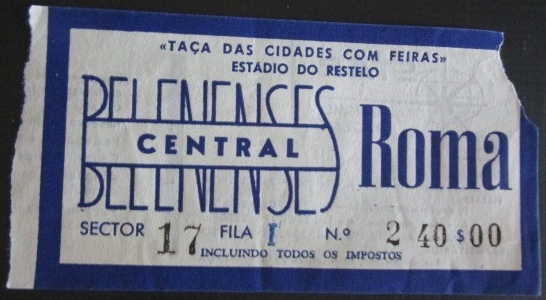 «TAÇA DAS CIDADES COM FEIRAS»
ESTADIO DO RESTELO
BELENENSES
CENTRAL
BELENENSES
Roma
SECTOR 17 FILA I N.º 2 40$00
INCLUINDO TODOS OS IMPOSTOS